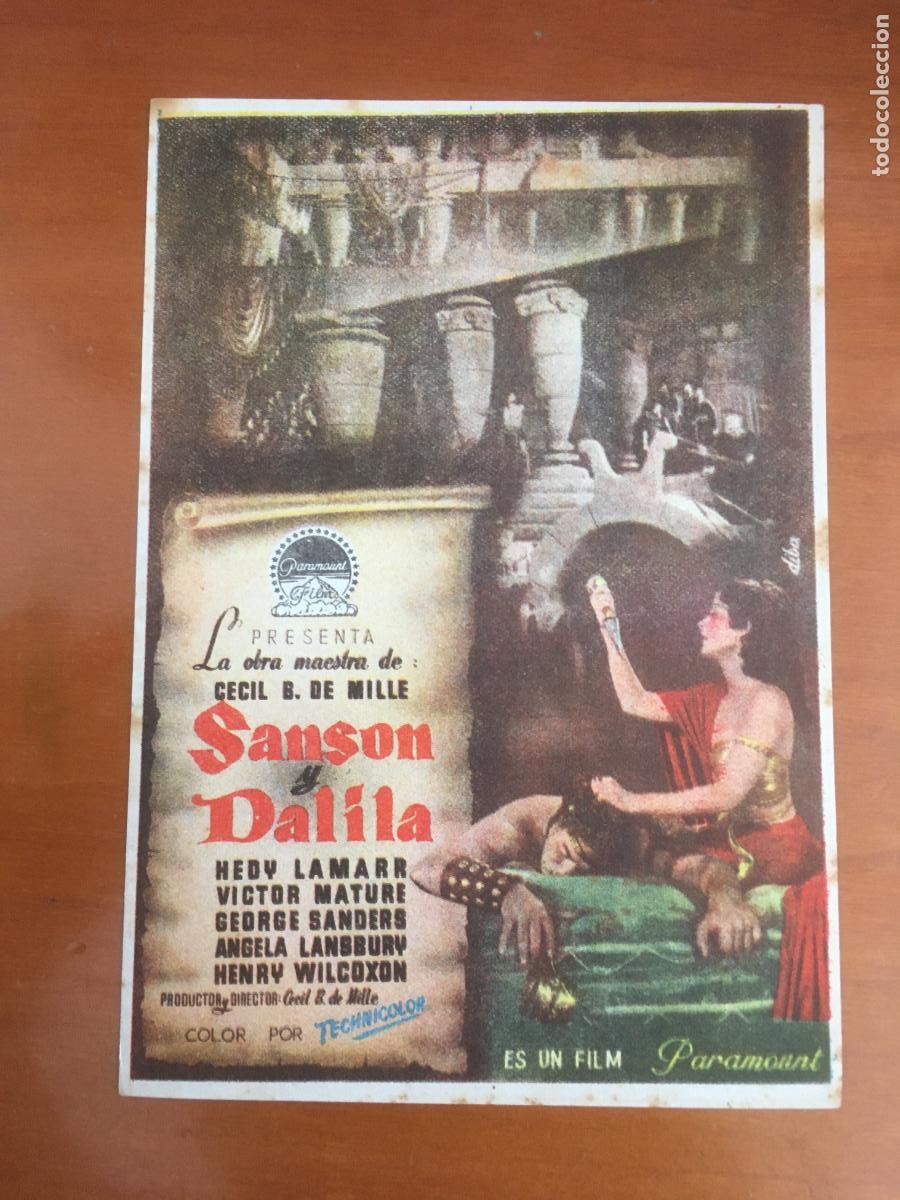 todocoleccion
diba
Paramount
Films
PRESENTA
La obra maestra de:
CECIL B. DE MILLE
Sanson
y
Dalila
HEDY LAMARR
VICTOR MATURE
GEORGE SANDERS
ANGELA LANSBURY
HENRY WILCOXON
PRODUCTOR y DIRECTOR: Cecil B. de Mille
COLOR POR TECHNICOLOR
ES UN FILM Paramount